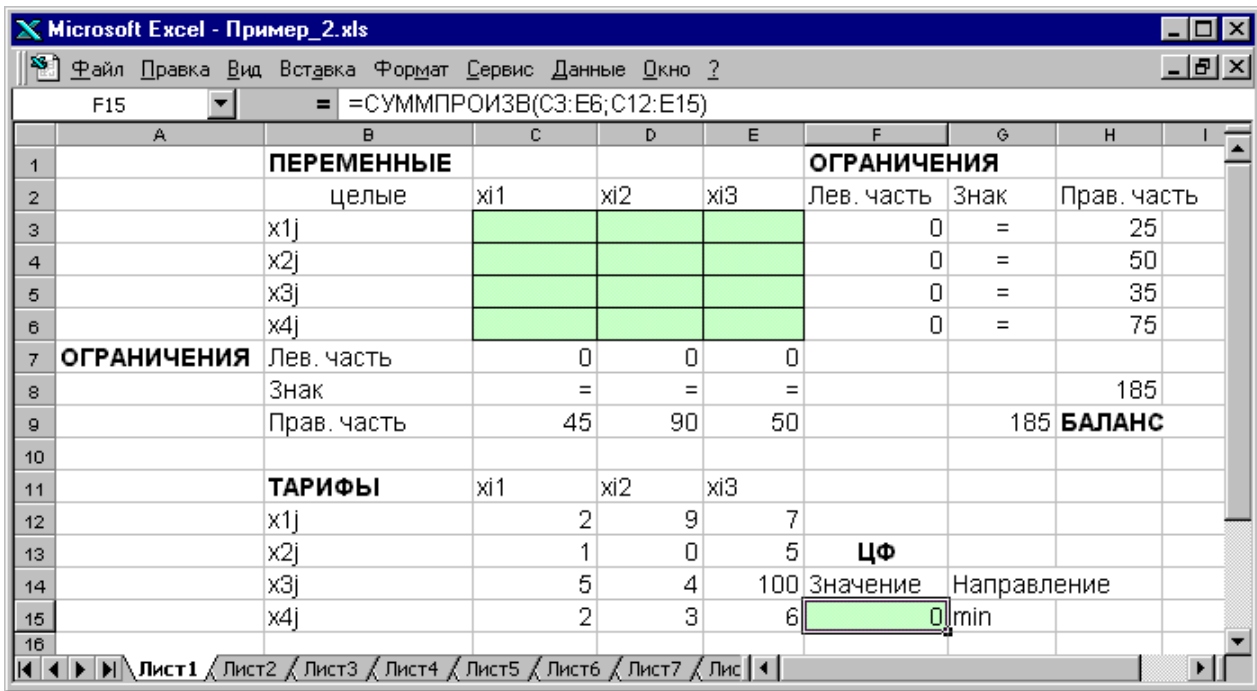 Microsoft Excel - Пример_2.xls
Файл Правка Вид Вставка Формат Сервис Данные Окно ?
F15 = =СУММПРОИЗВ(C3:E6;C12:E15)
A B C D E F G H I
1 ПЕРЕМЕННЫЕ ОГРАНИЧЕНИЯ
2 целые xi1 xi2 xi3 Лев. часть Знак Прав. часть
3 x1j 0 = 25
4 x2j 0 = 50
5 x3j 0 = 35
6 x4j 0 = 75
7 ОГРАНИЧЕНИЯ Лев. часть 0 0 0
8 Знак = = = 185
9 Прав. часть 45 90 50 185 БАЛАНС
10
11 ТАРИФЫ xi1 xi2 xi3
12 x1j 2 9 7
13 x2j 1 0 5 ЦФ
14 x3j 5 4 100 Значение Направление
15 x4j 2 3 6 0 min
16
Лист1 Лист2 Лист3 Лист4 Лист5 Лист6 Лист7 Лис